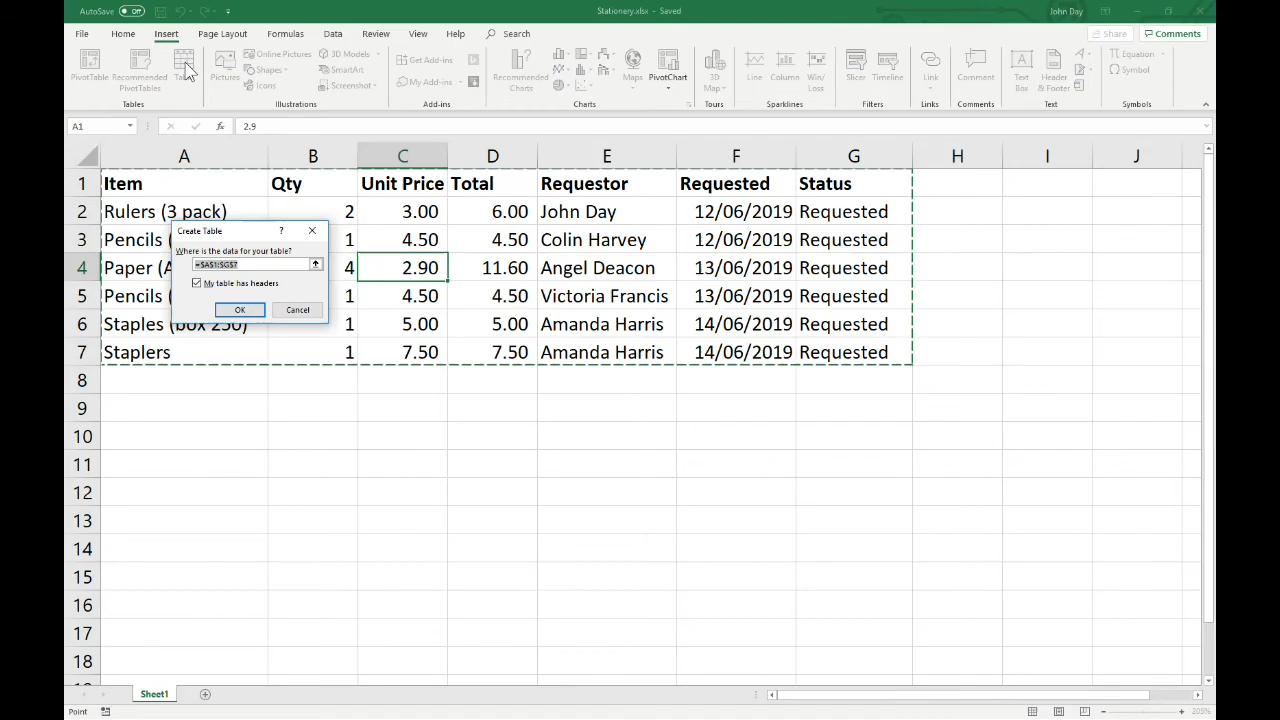 AutoSave Off Stationery.xlsx - Saved John Day
File Home Insert Page Layout Formulas Data Review View Help Search Share Comments
PivotTable Recommended PivotTables Pictures Online Pictures Shapes Icons 3D Models SmartArt Screenshot Get Add-ins My Add-ins Recommended Charts Maps PivotChart 3D Map Line Column Win/Loss Slicer Timeline Link Comment Text Box Header & Footer Equation Symbol
Tables Illustrations Add-ins Charts Tours Sparklines Filters Links Comments Text Symbols
A1 fx 2.9
A B C D E F G H I J
1 Item Qty Unit Price Total Requestor Requested Status
2 Rulers (3 pack) 2 3.00 6.00 John Day 12/06/2019 Requested
3 Pencils ( 1 4.50 4.50 Colin Harvey 12/06/2019 Requested
4 Paper (A 4 2.90 11.60 Angel Deacon 13/06/2019 Requested
5 Pencils ( 1 4.50 4.50 Victoria Francis 13/06/2019 Requested
6 Staples (box 250) 1 5.00 5.00 Amanda Harris 14/06/2019 Requested
7 Staplers 1 7.50 7.50 Amanda Harris 14/06/2019 Requested
8
9
10
11
12
13
14
15
16
17
18
Create Table ?
Where is the data for your table?
=$A$1:$G$7
My table has headers
OK Cancel
Sheet1
Point 205%